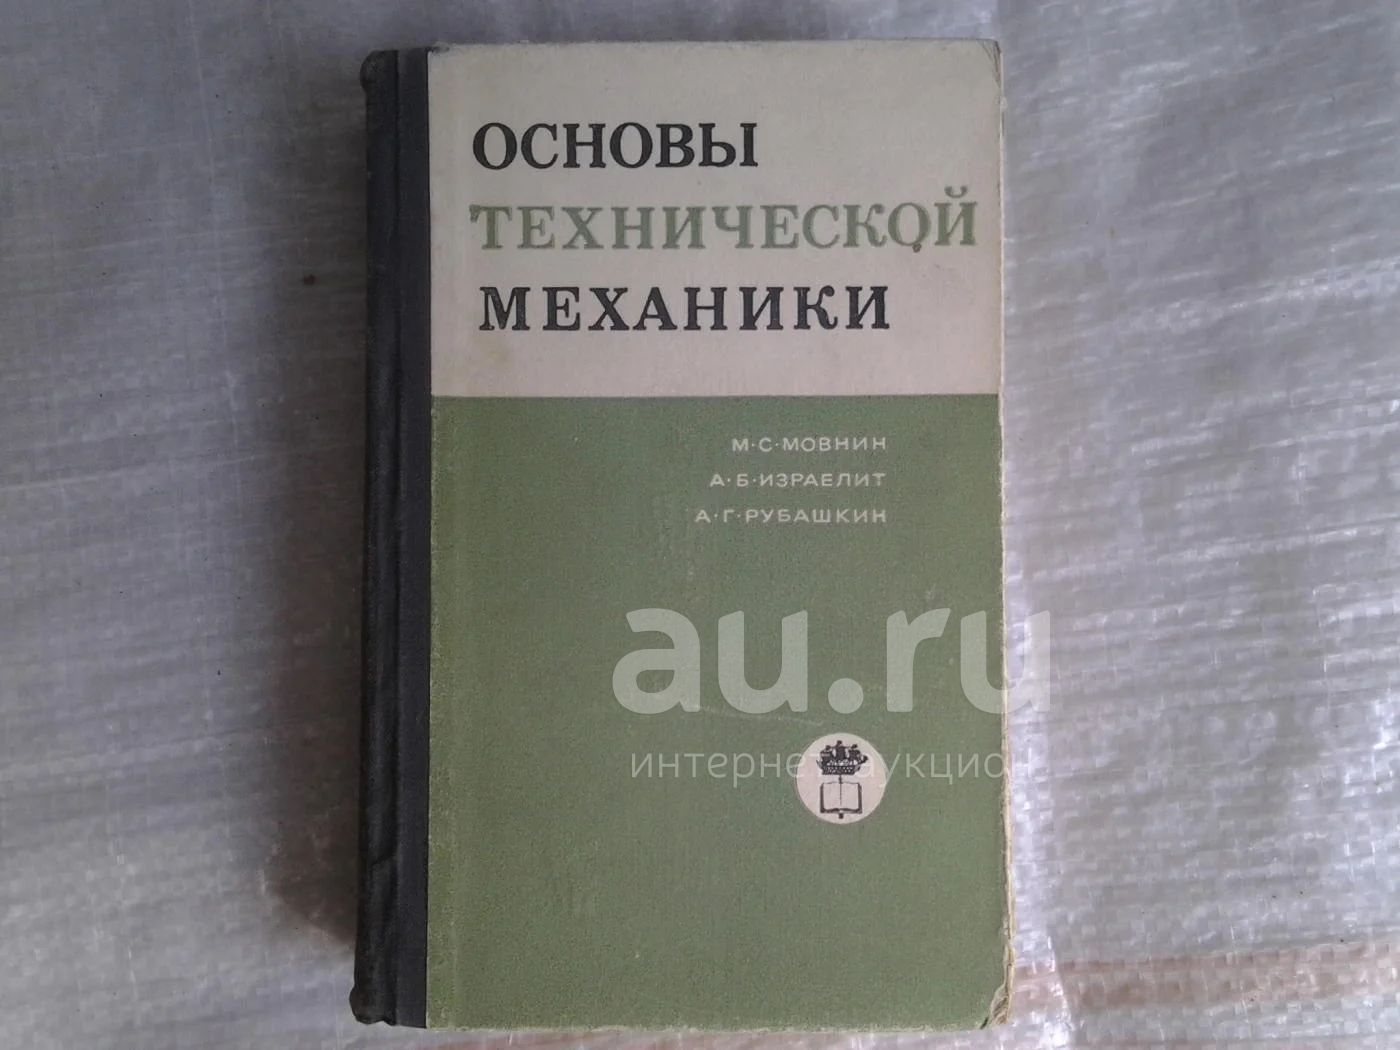 ОСНОВЫ
ТЕХНИЧЕСКОЙ
МЕХАНИКИ
М·С·МОВНИН
А·Б·ИЗРАЕЛИТ
А·Г·РУБАШКИН
au.ru
интернет-аукцион